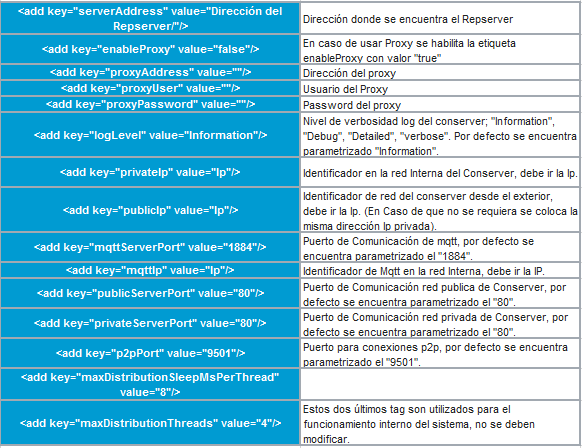 <add key="serverAddress" value="Dirección del
Repserver/"/>
Dirección donde se encuentra el Repserver
<add key="enableProxy" value="false"/>
En caso de usar Proxy se habilita la etiqueta
enableProxy con valor "true"
<add key="proxyAddress" value=""/>
Dirección del proxy
<add key="proxyUser" value=""/>
Usuario del Proxy
<add key="proxyPassword" value=""/>
Password del proxy
<add key="logLevel" value="Information"/>
Nivel de verbosidad log del conserver; "Information",
"Debug", "Detailed", "verbose". Por defecto se encuentra
parametrizado "Information".
<add key="privateIp" value="Ip"/>
Identificador en la red Interna del Conserver, debe ir la Ip.
<add key="publicIp" value="Ip"/>
Identificador de red del conserver desde el exterior,
debe ir la Ip. (En Caso de que no se requiera se coloca la
misma dirección Ip privada).
<add key="mqttServerPort" value="1884"/>
Puerto de Comunicación de mqtt, por defecto se
encuentra parametrizado el "1884".
<add key="mqttIp" value="Ip"/>
Identificador de Mqtt en la red Interna, debe ir la IP.
<add key="publicServerPort" value="80"/>
Puerto de Comunicación red publica de Conserver, por
defecto se encuentra parametrizado el "80".
<add key="privateServerPort" value="80"/>
Puerto de Comunicación red privada de Conserver, por
defecto se encuentra parametrizado el "80".
<add key="p2pPort" value="9501"/>
Puerto para conexiones p2p, por defecto se encuentra
parametrizado el "9501".
<add key="maxDistributionSleepMsPerThread"
value="8"/>
<add key="maxDistributionThreads" value="4"/>
Estos dos últimos tag son utilizados para el
funcionamiento interno del sistema, no se deben
modificar.